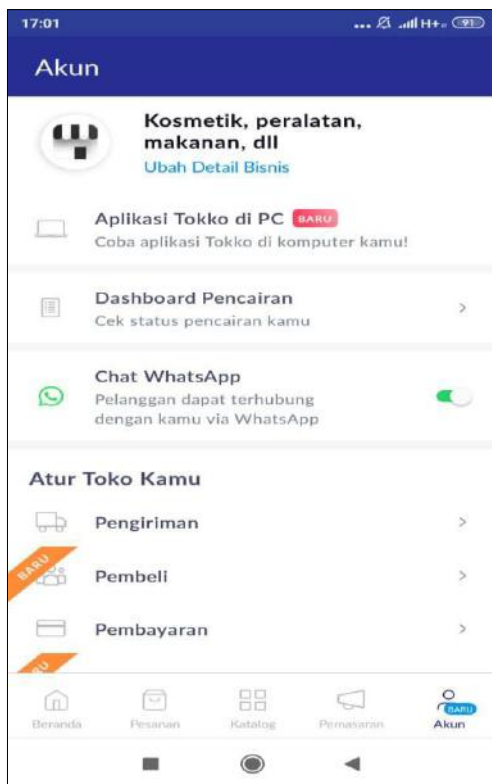 17:01
... H+ 91
Akun
Kosmetik, peralatan,
makanan, dll
Ubah Detail Bisnis
Aplikasi Tokko di PC BARU
Coba aplikasi Tokko di komputer kamu!
Dashboard Pencairan
Cek status pencairan kamu
Chat WhatsApp
Pelanggan dapat terhubung
dengan kamu via WhatsApp
Atur Toko Kamu
Pengiriman
BARU
Pembeli
Pembayaran
RU
BARU
Beranda Pesanan Katalog Pemasaran Akun